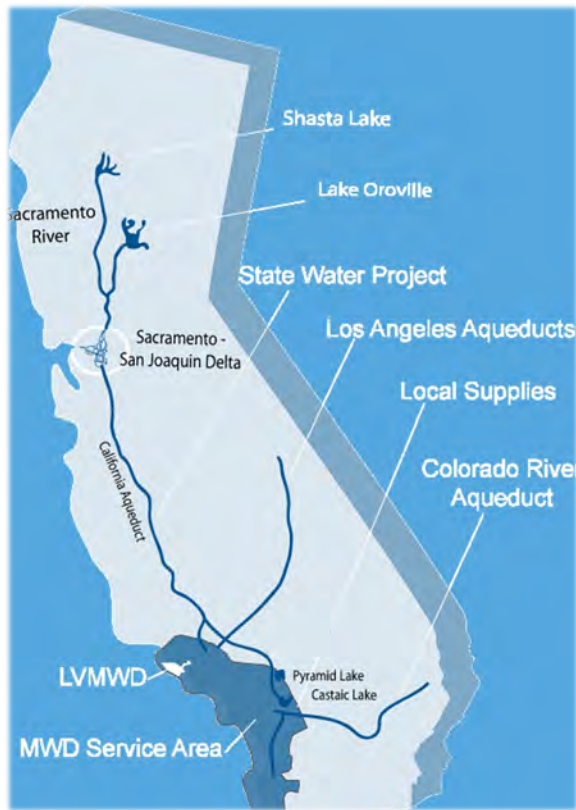 Shasta Lake
Lake Oroville
Sacramento
River
State Water Project
Los Angeles Aqueducts
Sacramento -
San Joaquin Delta
Local Supplies
California Aqueduct
Colorado River
Aqueduct
LVMWD
Pyramid Lake
Castaic Lake
MWD Service Area